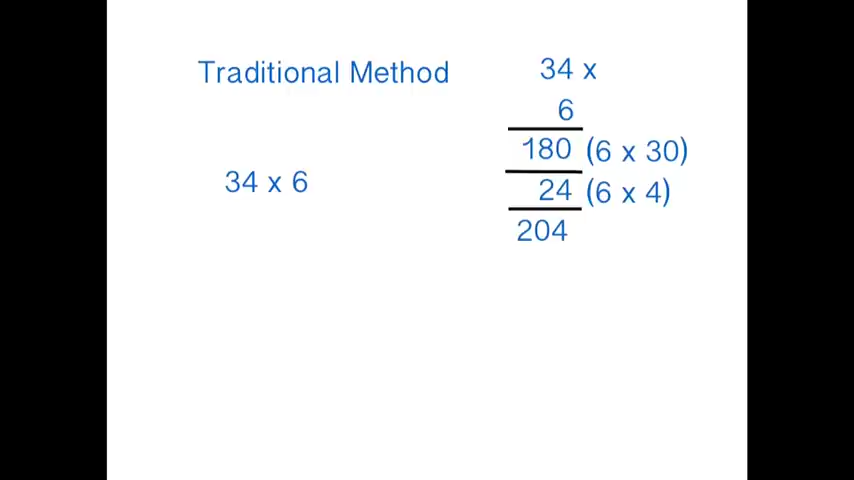 Traditional Method
34 x 6
34 x
6
180 (6 x 30)
24 (6 x 4)
204